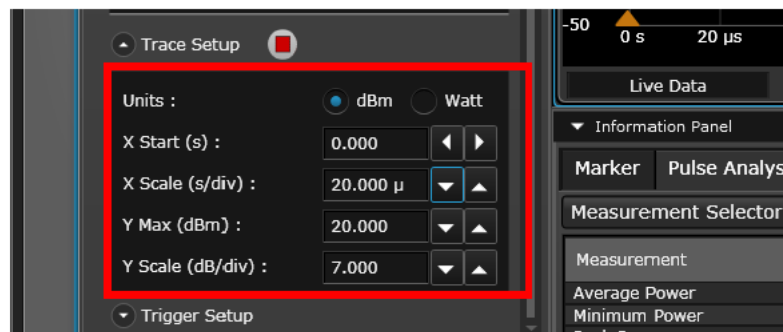 Trace Setup
Units :
dBm
Watt
X Start (s) :
0.000
X Scale (s/div) :
20.000 µ
Y Max (dBm) :
20.000
Y Scale (dB/div) :
7.000
Trigger Setup
-50
0 s
20 µs
Live Data
Information Panel
Marker
Pulse Analys
Measurement Selector
Measurement
Average Power
Minimum Power